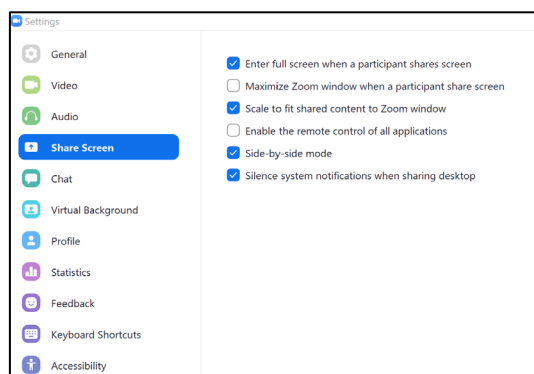 Settings
General
Video
Audio
Share Screen
Chat
Virtual Background
Profile
Statistics
Feedback
Keyboard Shortcuts
Accessibility
Enter full screen when a participant shares screen
Maximize Zoom window when a participant share screen
Scale to fit shared content to Zoom window
Enable the remote control of all applications
Side-by-side mode
Silence system notifications when sharing desktop